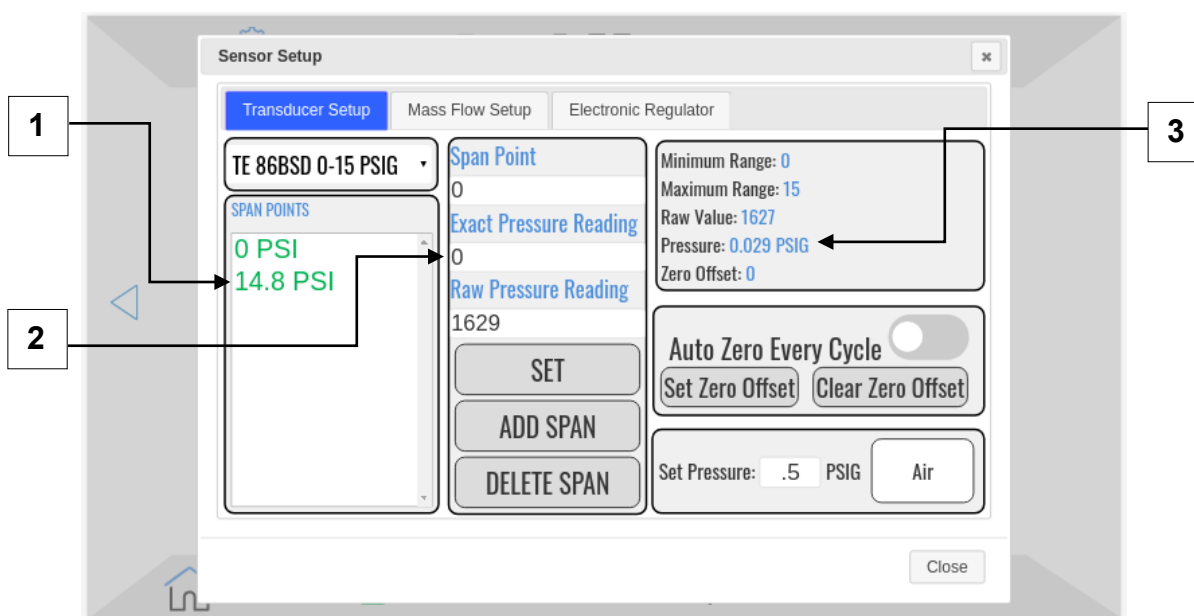 Sensor Setup
×
Transducer Setup
Mass Flow Setup
Electronic Regulator
1
3
TE 86BSD 0-15 PSIG
SPAN POINTS
0 PSI
14.8 PSI
2
Span Point
0
Exact Pressure Reading
0
Raw Pressure Reading
1629
SET
ADD SPAN
DELETE SPAN
Minimum Range: 0
Maximum Range: 15
Raw Value: 1627
Pressure: 0.029 PSIG
Zero Offset: 0
Auto Zero Every Cycle
Set Zero Offset
Clear Zero Offset
Set Pressure: .5 PSIG
Air
Close